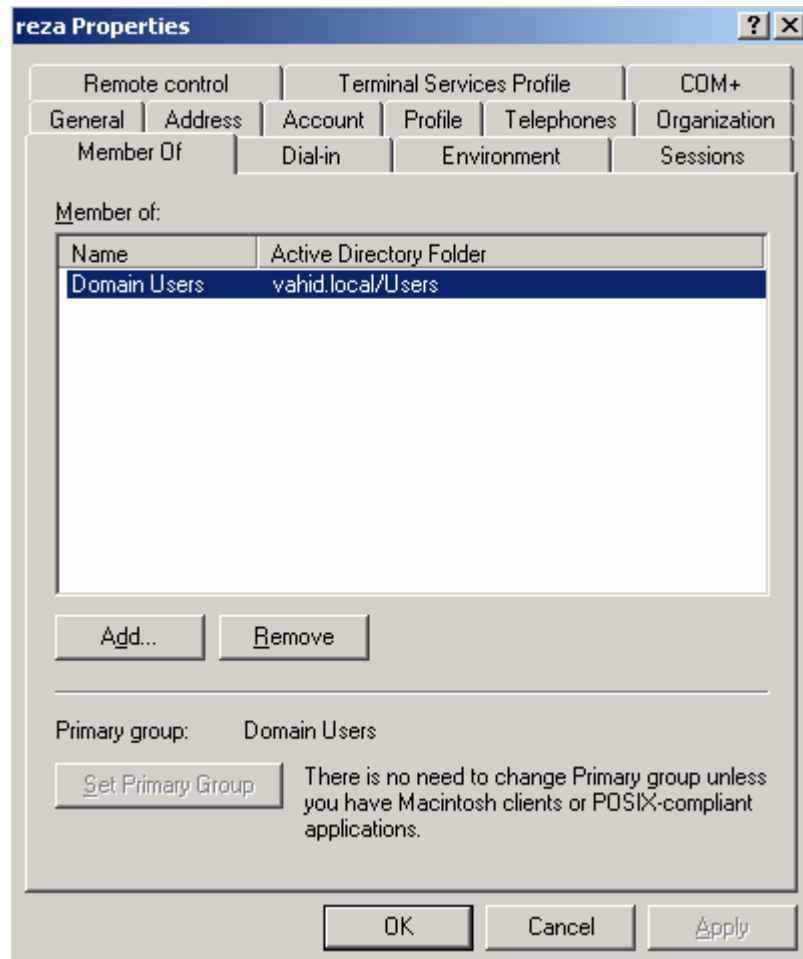 reza Properties
Remote control Terminal Services Profile COM+
General Address Account Profile Telephones Organization
Member Of Dial-in Environment Sessions
Member of:
Name Active Directory Folder
Domain Users vahid.local/Users
Add... Remove
Primary group: Domain Users
Set Primary Group
There is no need to change Primary group unless
you have Macintosh clients or POSIX-compliant
applications.
OK Cancel Apply